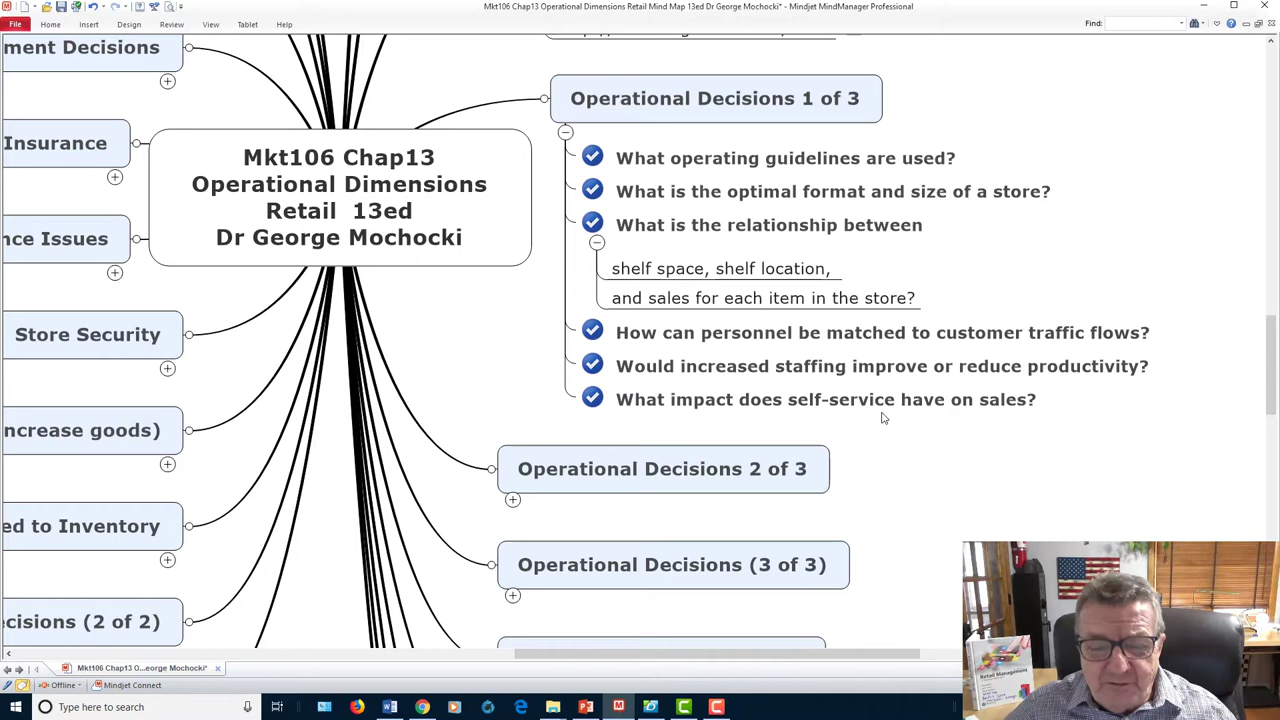 Mkt106 Chap13 Operational Dimensions Retail Mind Map 13ed Dr George Mochocki* - Mindjet MindManager Professional
File Home Insert Design Review View Tablet Help Find:
ment Decisions
Insurance
nce Issues
Store Security
ncrease goods)
ed to Inventory
cisions (2 of 2)
Mkt106 Chap13
Operational Dimensions
Retail 13ed
Dr George Mochocki
Operational Decisions 1 of 3
What operating guidelines are used?
What is the optimal format and size of a store?
What is the relationship between
shelf space, shelf location,
and sales for each item in the store?
How can personnel be matched to customer traffic flows?
Would increased staffing improve or reduce productivity?
What impact does self-service have on sales?
Operational Decisions 2 of 3
Operational Decisions (3 of 3)
Retail Management
Mkt106 Chap13 O...eorge Mochocki*
Offline Mindjet Connect
Type here to search